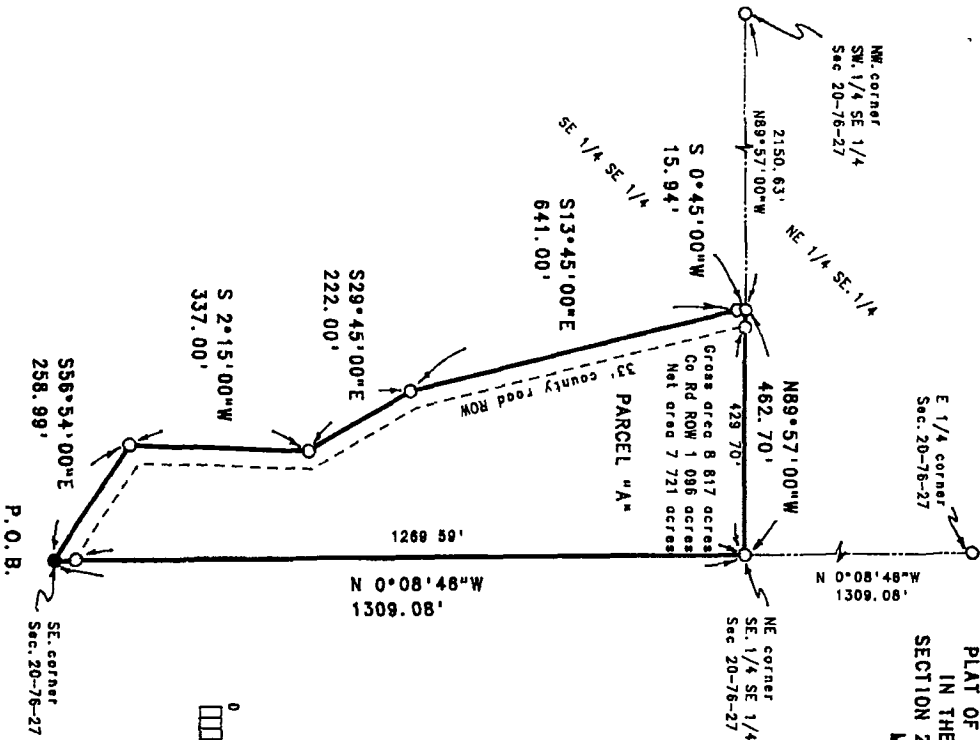 NW. corner
SW. 1/4 SE 1/4
Sec 20-76-27
2150.63'
N89°57'00"W
NE 1/4 SE. 1/4
SE 1/4 SE 1/4
S 0°45'00"W
15.94'
E 1/4 corner
Sec. 20-76-27
N89°57'00"W
462.70'
429 70'
Gross area 8 817 acres
Co Rd ROW 1 096 acres
Net area 7 721 acres
PARCEL "A"
33' county road ROW
S13°45'00"E
641.00'
S29°45'00"E
222.00'
S 2°15'00"W
337.00'
S56°54'00"E
258.99'
P.O.B.
SE. corner
Sec. 20-76-27
1269 59'
N 0°08'46"W
1309.08'
N 0°08'46"W
1309.08'
NE corner
SE. 1/4 SE 1/4
Sec 20-76-27
PLAT OF
IN THE
SECTION 2
0